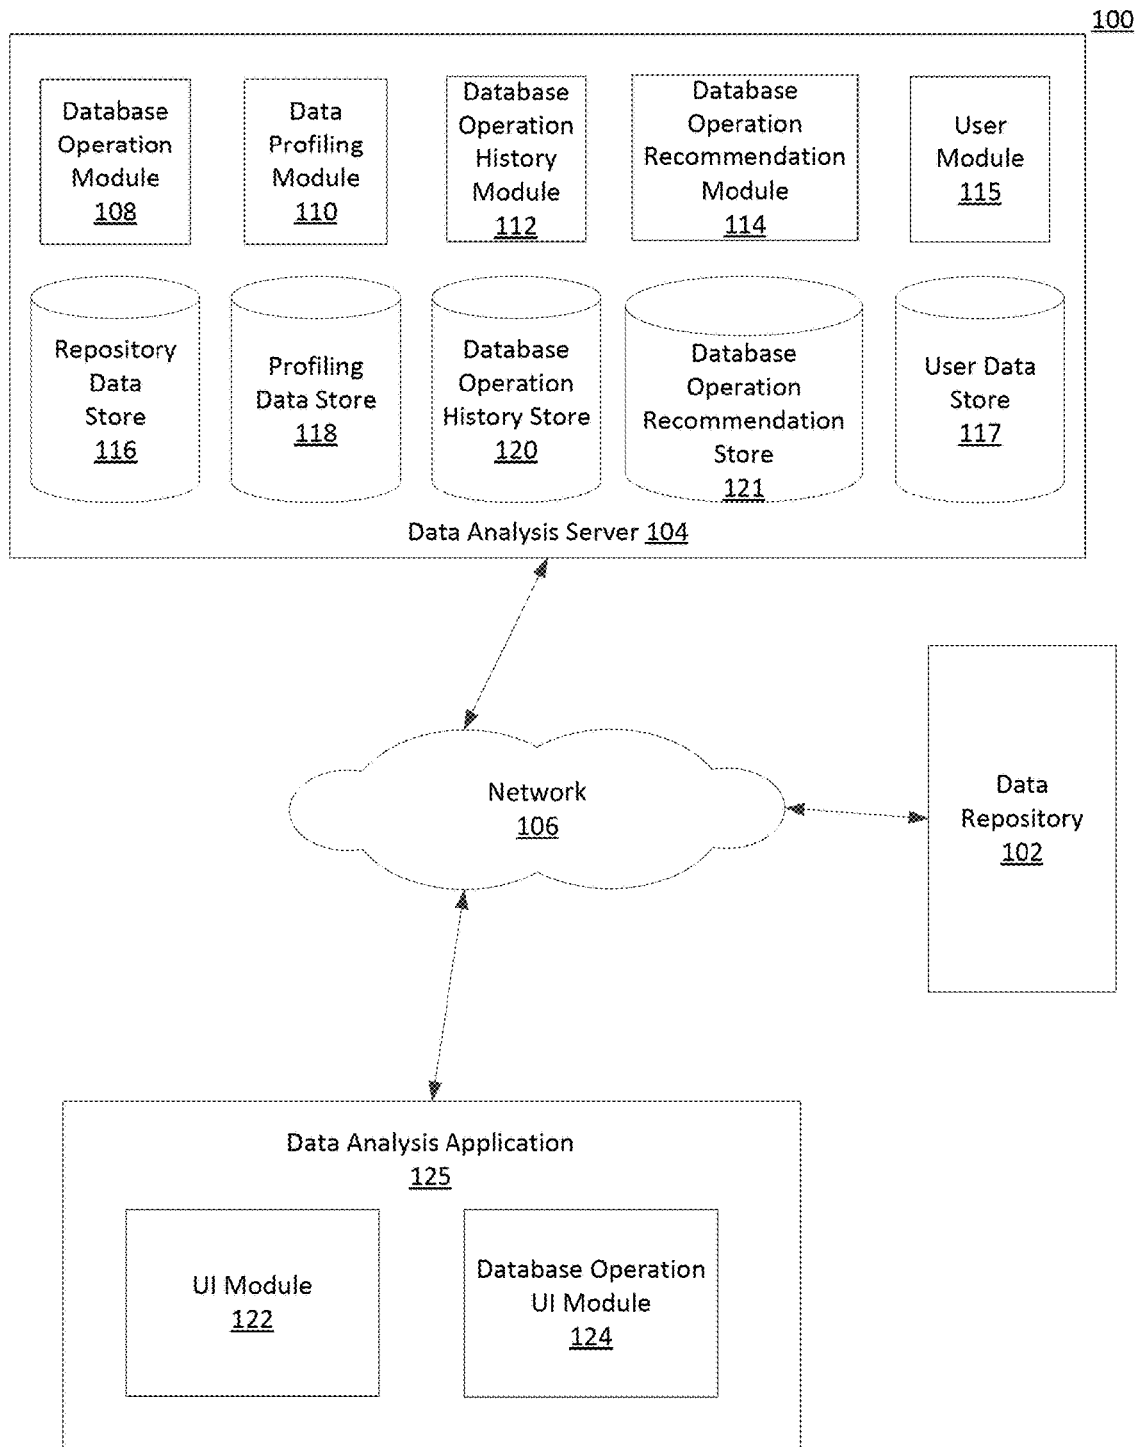 100
Database
Operation
Module
108
Data
Profiling
Module
110
Database
Operation
History
Module
112
Database
Operation
Recommendation
Module
114
User
Module
115
Repository
Data
Store
116
Profiling
Data Store
118
Database
Operation
History Store
120
Database
Operation
Recommendation
Store
121
User Data
Store
117
Data Analysis Server 104
Network
106
Data
Repository
102
Data Analysis Application
125
UI Module
122
Database Operation
UI Module
124